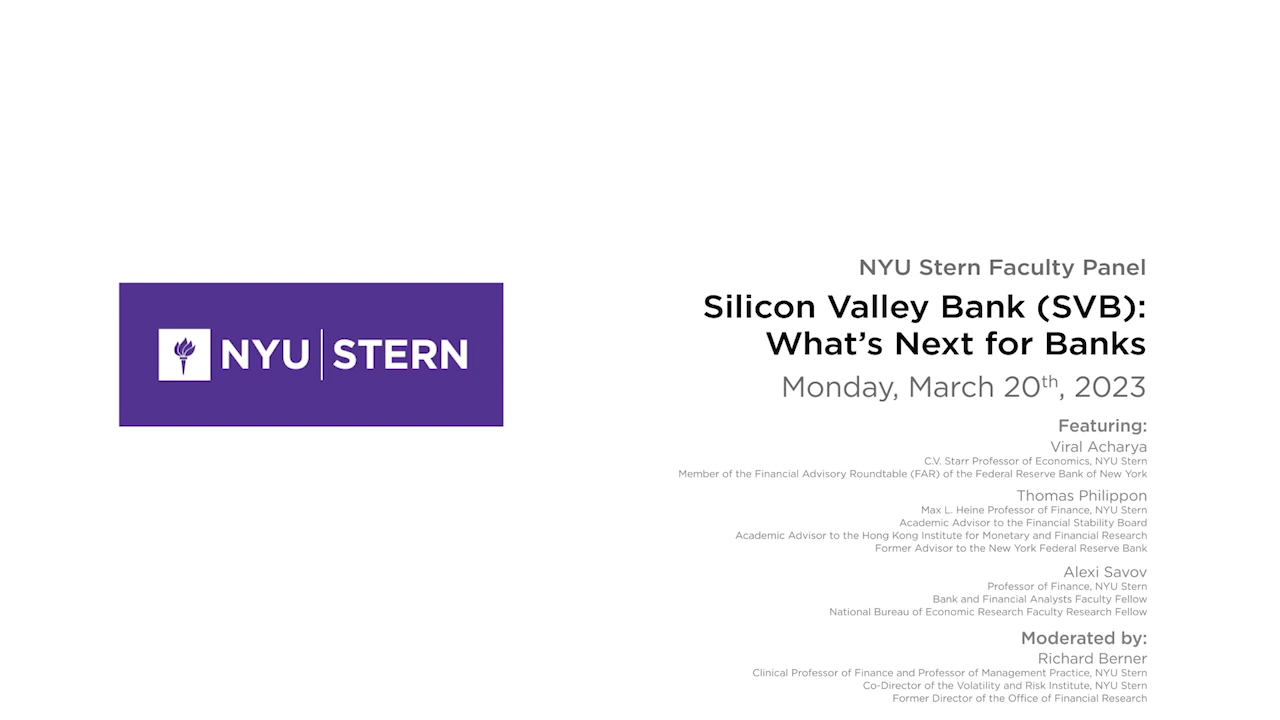 NYU STERN
NYU Stern Faculty Panel
Silicon Valley Bank (SVB):
What's Next for Banks
Monday, March 20th, 2023
Featuring:
Viral Acharya
C.V. Starr Professor of Economics, NYU Stern
Member of the Financial Advisory Roundtable (FAR) of the Federal Reserve Bank of New York
Thomas Philippon
Max L. Heine Professor of Finance, NYU Stern
Academic Advisor to the Financial Stability Board
Academic Advisor to the Hong Kong Institute for Monetary and Financial Research
Former Advisor to the New York Federal Reserve Bank
Alexi Savov
Professor of Finance, NYU Stern
Bank and Financial Analysts Faculty Fellow
National Bureau of Economic Research Faculty Research Fellow
Moderated by:
Richard Berner
Clinical Professor of Finance and Professor of Management Practice, NYU Stern
Co-Director of the Volatility and Risk Institute, NYU Stern
Former Director of the Office of Financial Research